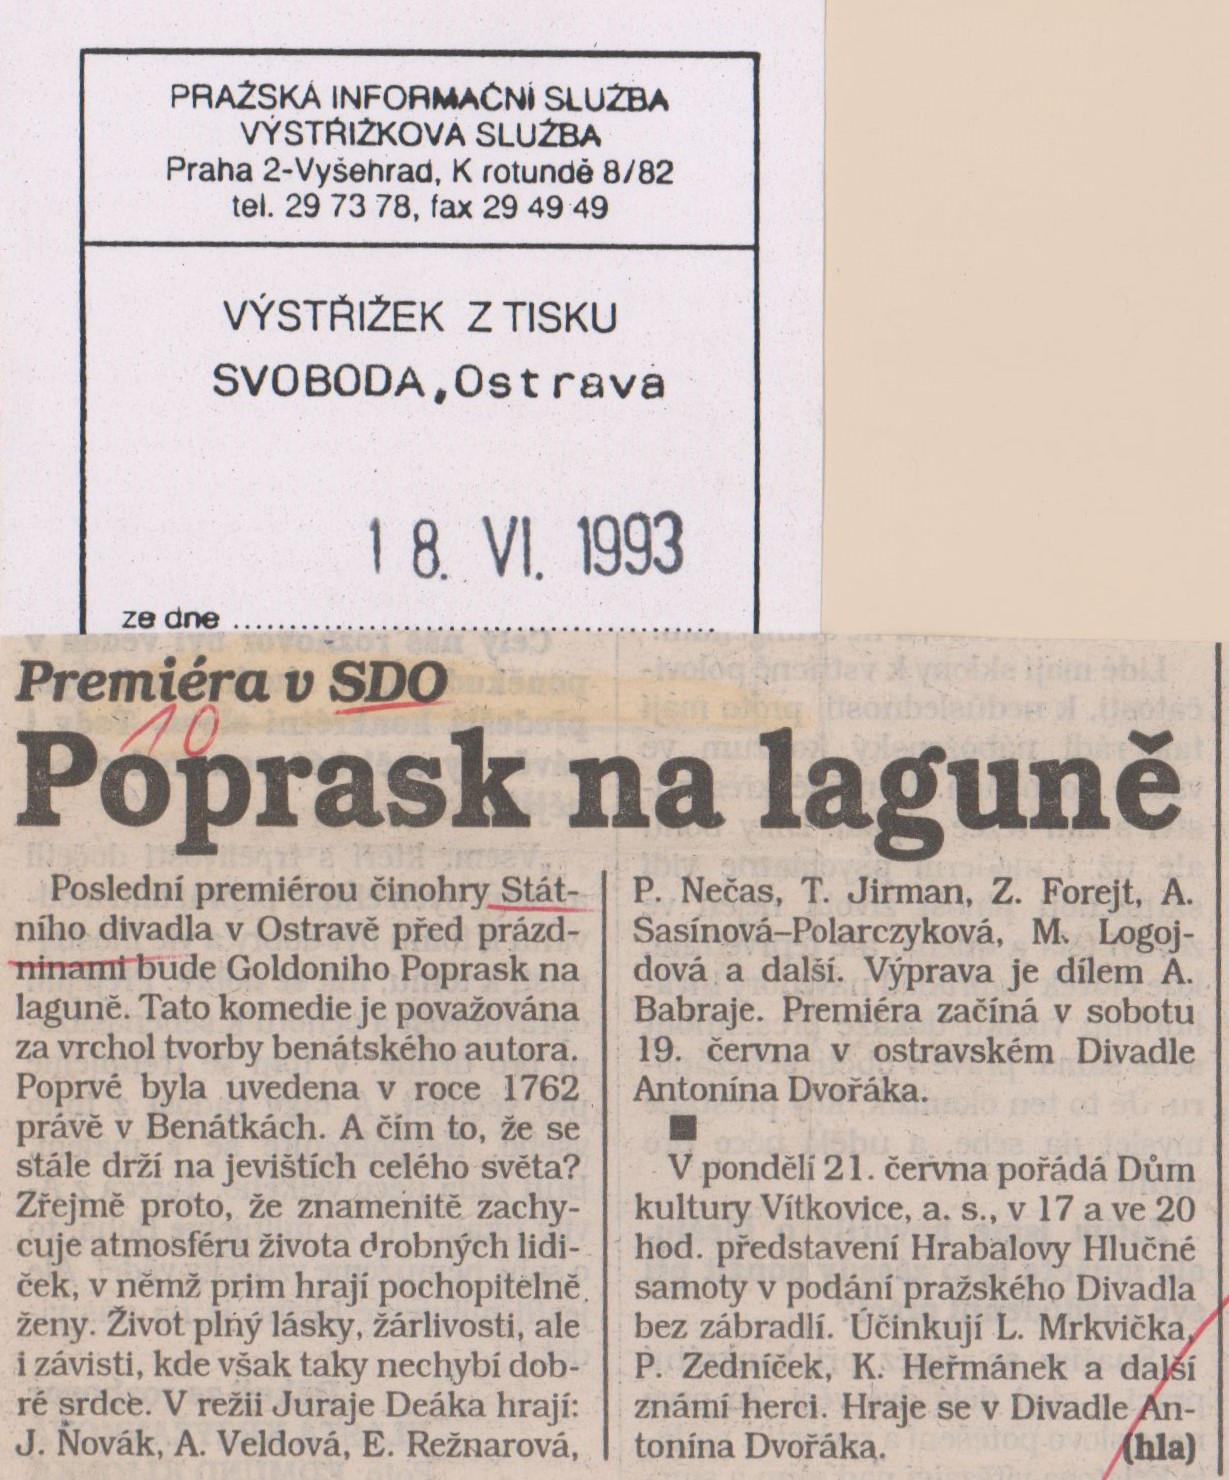 PRAŽSKÁ INFORMAČNÍ SLUŽBA
VÝSTŘIŽKOVÁ SLUŽBA
Praha 2-Vyšehrad, K rotundě 8/82
tel. 29 73 78, fax 29 49 49
VÝSTŘIŽEK Z TISKU
SVOBODA,Ostrava
18. VI. 1993
ze dne
Premiéra v SDO
10
Poprask na laguně
Poslední premiérou činohry Stát-
ního divadla v Ostravě před prázd-
ninami bude Goldoniho Poprask na
laguně. Tato komedie je považována
za vrchol tvorby benátského autora.
Poprvé byla uvedena v roce 1762
právě v Benátkách. A čím to, že se
stále drží na jevištích celého světa?
Zřejmě proto, že znamenitě zachy-
cuje atmosféru života drobných lidi-
ček, v němž prim hrají pochopitelně
ženy. Život plný lásky, žárlivosti, ale
i závisti, kde však taky nechybí dob-
ré srdce. V režii Juraje Deáka hrají:
J. Novák, A. Veldová, E. Režnarová,
P. Nečas, T. Jirman, Z. Forejt, A.
Sasínová–Polarczyková, M. Logoj-
dová a další. Výprava je dílem A.
Babraje. Premiéra začíná v sobotu
19. června v ostravském Divadle
Antonína Dvořáka.
V pondělí 21. června pořádá Dům
kultury Vítkovice, a. s., v 17 a ve 20
hod. představení Hrabalovy Hlučné
samoty v podání pražského Divadla
bez zábradlí. Účinkují L. Mrkvička,
P. Zedníček, K. Heřmánek a další
známí herci. Hraje se v Divadle An-
tonína Dvořáka. (hla)